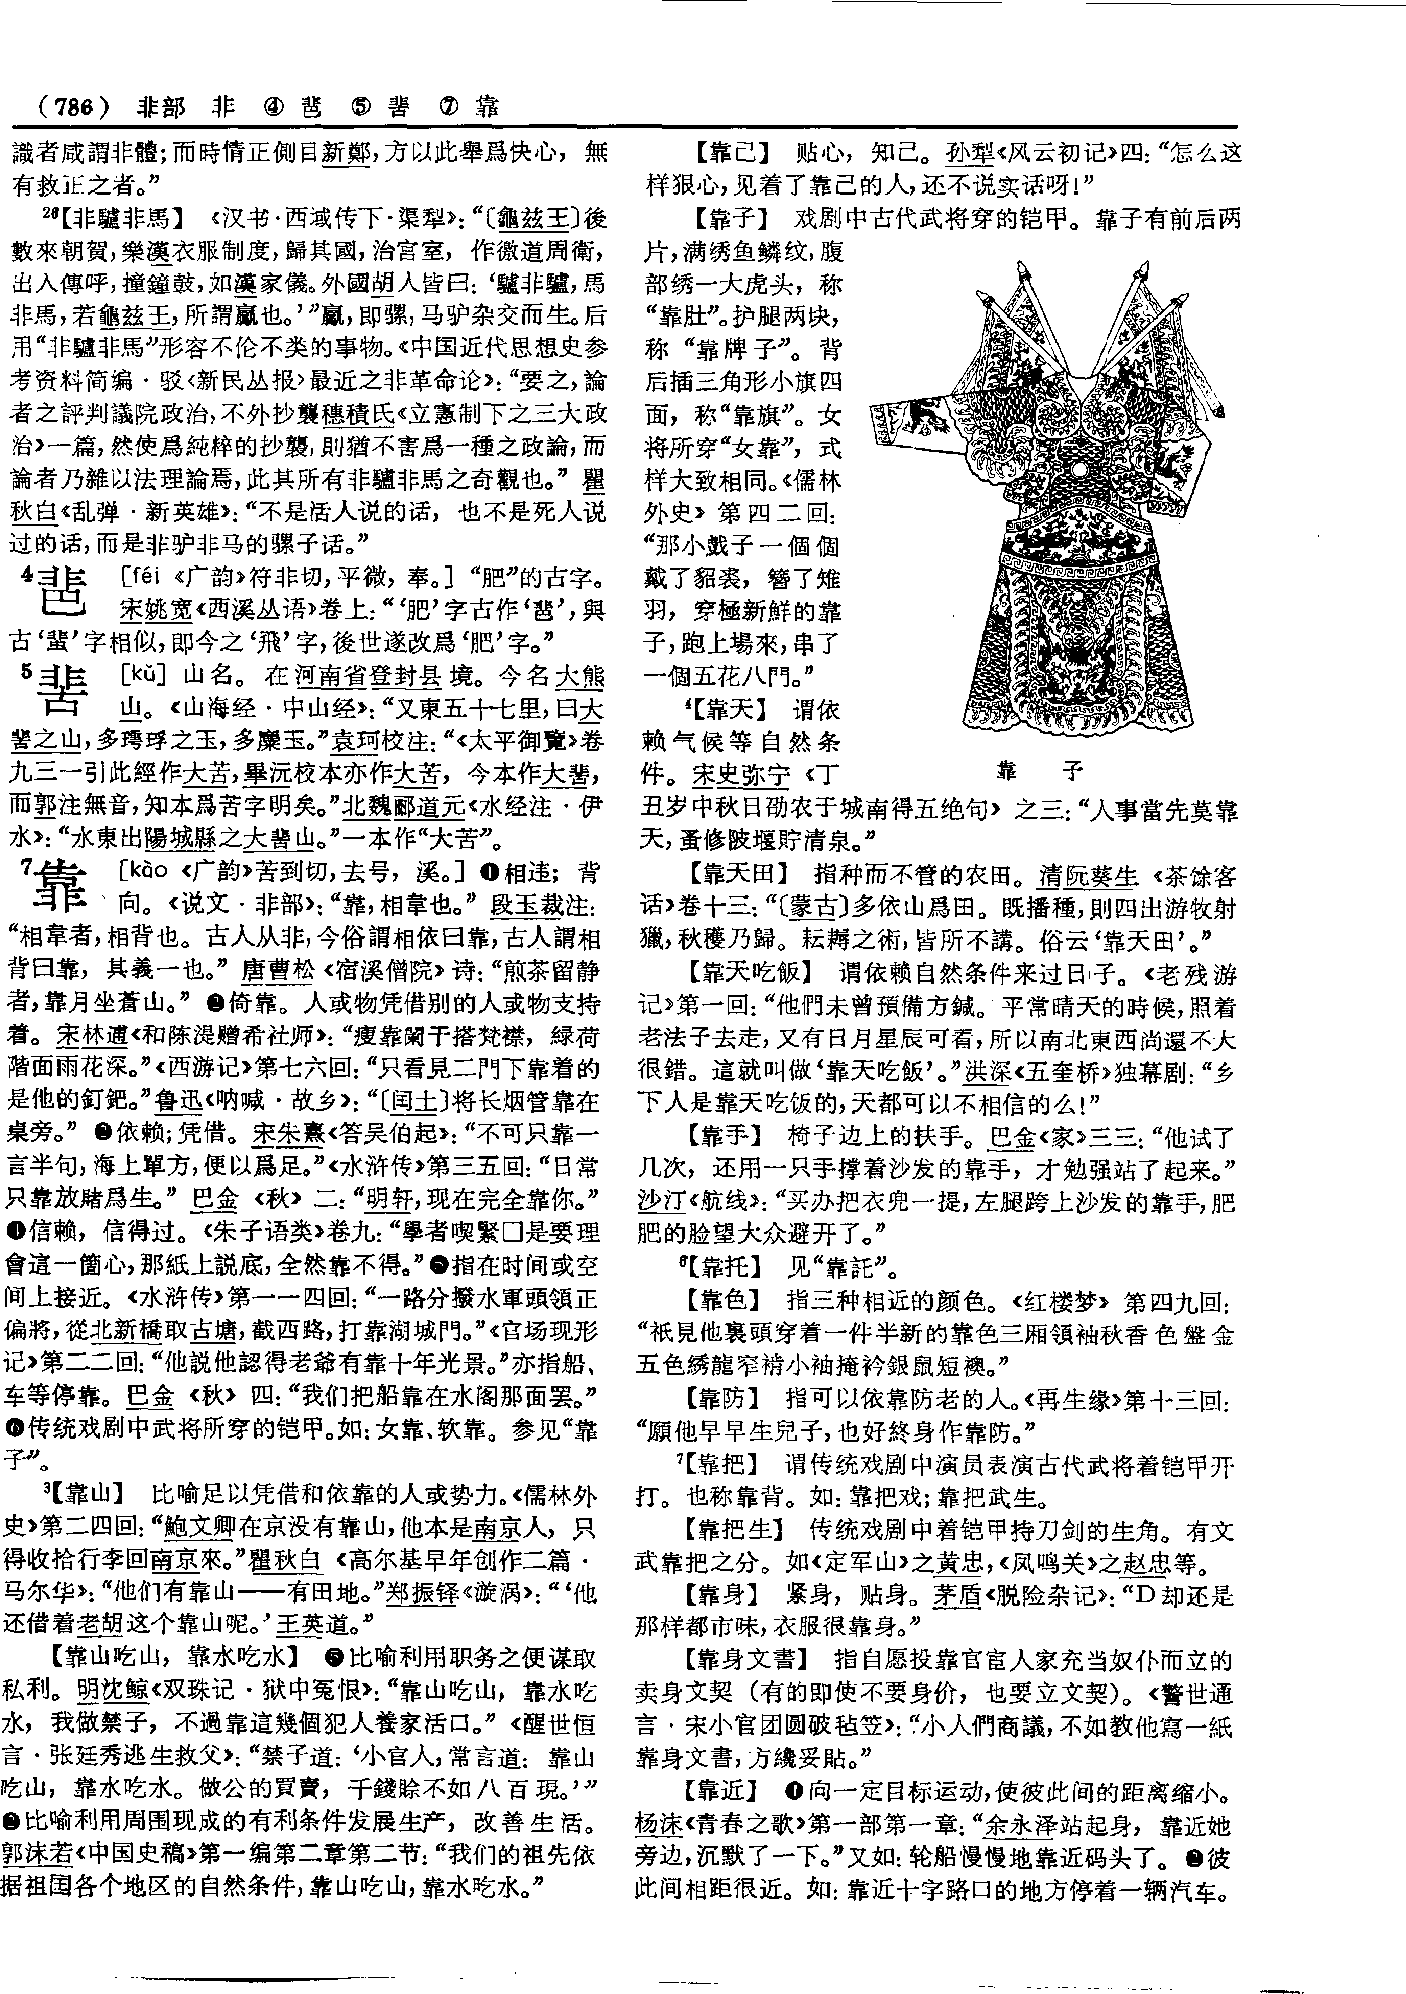 (786) 非部 非 ④ 𩇯 ⑤ 𩇴 ⑦ 靠
識者咸謂非體;而時情正側目新鄭,方以此舉爲快心,無
有救正之者。”
²⁶【非驢非馬】 《汉书·西域传下·渠犁》:“〔龜茲王〕後
數來朝賀,樂漢衣服制度,歸其國,治宮室,作徼道周衛,
出入傳呼,撞鐘鼓,如漢家儀。外國胡人皆曰:‘驢非驢,馬
非馬,若龜茲王,所謂驘也。’”驘,即骡,马驴杂交而生。后
用“非驢非馬”形容不伦不类的事物。《中国近代思想史参
考资料简编·驳〈新民丛报〉最近之非革命论》:“要之,論
者之評判議院政治,不外抄襲穗積氏《立憲制下之三大政
治》一篇,然使爲純粹的抄襲,則猶不害爲一種之政論,而
論者乃雜以法理論焉,此其所有非驢非馬之奇觀也。”瞿
秋白《乱弹·新英雄》:“不是活人说的话,也不是死人说
过的话,而是非驴非马的骡子话。”
4 [féi 《广韵》符非切,平微,奉。] “肥”的古字。
宋姚宽《西溪丛语》卷上:“‘肥’字古作‘𩇯’,與
古‘蜚’字相似,即今之‘飛’字,後世遂改爲‘肥’字。”
5 [kǔ] 山名。在河南省登封县境。今名大熊
山。《山海经·中山经》:“又東五十七里,曰大
𩇴之山,多㻬琈之玉,多麋玉。”袁珂校注:“《太平御覽》卷
九三一引此經作大苦,畢沅校本亦作大苦,今本作大𩇴,
而郭注無音,知本爲苦字明矣。”北魏酈道元《水经注·伊
水》:“水東出陽城縣之大𩇴山。”一本作“大苦”。
7靠 [kào 《广韵》苦到切,去号,溪。] ❶相违;背
向。《说文·非部》:“靠,相韋也。”段玉裁注:
“相韋者,相背也。古人从非,今俗謂相依曰靠,古人謂相
背曰靠,其義一也。”唐曹松《宿溪僧院》诗:“煎茶留静
者,靠月坐蒼山。”❷倚靠。人或物凭借别的人或物支持
着。宋林逋《和陈湜赠希社师》:“瘦靠闌干搭梵襟,緑荷
階面雨花深。”《西游记》第七六回:“只看見二門下靠着的
是他的釘鈀。”鲁迅《呐喊·故乡》:“〔闰土〕将长烟管靠在
桌旁。”❸依赖;凭借。宋朱熹《答吴伯起》:“不可只靠一
言半句,海上單方,便以爲足。”《水浒传》第三五回:“日常
只靠放賭爲生。”巴金《秋》二:“明轩,现在完全靠你。”
❹信赖,信得过。《朱子语类》卷九:“學者喫緊□是要理
會這一箇心,那紙上説底,全然靠不得。”❺指在时间或空
间上接近。《水浒传》第一一四回:“一路分撥水軍頭領正
偏將,從北新橋取古塘,截西路,打靠湖城門。”《官场现形
记》第二二回:“他説他認得老爺有靠十年光景。”亦指船、
车等停靠。巴金《秋》四:“我们把船靠在水阁那面罢。”
❻传统戏剧中武将所穿的铠甲。如:女靠、软靠。参见“靠
子”。
³【靠山】 比喻足以凭借和依靠的人或势力。《儒林外
史》第二四回:“鮑文卿在京没有靠山,他本是南京人,只
得收拾行李回南京來。”瞿秋白《高尔基早年创作二篇·
马尔华》:“他们有靠山——有田地。”郑振铎《漩涡》:“‘他
还借着老胡这个靠山呢。’王英道。”
【靠山吃山,靠水吃水】 ❶比喻利用职务之便谋取
私利。明沈鲸《双珠记·狱中冤恨》:“靠山吃山,靠水吃
水,我做禁子,不過靠這幾個犯人養家活口。”《醒世恒
言·张廷秀逃生救父》:“禁子道:‘小官人,常言道:靠山
吃山,靠水吃水。做公的買賣,千錢賒不如八百現。’”
❷比喻利用周围现成的有利条件发展生产,改善生活。
郭沫若《中国史稿》第一编第二章第二节:“我们的祖先依
据祖国各个地区的自然条件,靠山吃山,靠水吃水。”
【靠己】 贴心,知己。孙犁《风云初记》四:“怎么这
样狠心,见着了靠己的人,还不说实话呀!”
【靠子】 戏剧中古代武将穿的铠甲。靠子有前后两
片,满绣鱼鳞纹,腹
部绣一大虎头,称
“靠肚”。护腿两块,
称“靠牌子”。背
后插三角形小旗四
面,称“靠旗”。女
将所穿“女靠”,式
样大致相同。《儒林
外史》第四二回:
“那小戲子一個個
戴了貂裘,簪了雉
羽,穿極新鮮的靠
子,跑上場來,串了
一個五花八門。”
⁴【靠天】 谓依
赖气候等自然条
件。宋史弥宁《丁
靠 子
丑岁中秋日劭农于城南得五绝句》之三:“人事當先莫靠
天,蚤修陂堰貯清泉。”
【靠天田】 指种而不管的农田。清阮葵生《茶馀客
话》卷十三:“〔蒙古〕多依山爲田。既播種,則四出游牧射
獵,秋穫乃歸。耘耨之術,皆所不講。俗云‘靠天田’。”
【靠天吃飯】 谓依赖自然条件来过日子。《老残游
记》第一回:“他們未曾預備方鍼。平常晴天的時候,照着
老法子去走,又有日月星辰可看,所以南北東西尚還不大
很錯。這就叫做‘靠天吃飯’。”洪深《五奎桥》独幕剧:“乡
下人是靠天吃饭的,天都可以不相信的么!”
【靠手】 椅子边上的扶手。巴金《家》三三:“他试了
几次,还用一只手撑着沙发的靠手,才勉强站了起来。”
沙汀《航线》:“买办把衣兜一提,左腿跨上沙发的靠手,肥
肥的脸望大众避开了。”
⁶【靠托】 见“靠託”。
【靠色】 指三种相近的颜色。《红楼梦》第四九回:
“祇見他裏頭穿着一件半新的靠色三厢領袖秋香色盤金
五色綉龍窄褃小袖掩衿銀鼠短襖。”
【靠防】 指可以依靠防老的人。《再生缘》第十三回:
“願他早早生兒子,也好終身作靠防。”
⁷【靠把】 谓传统戏剧中演员表演古代武将着铠甲开
打。也称靠背。如:靠把戏;靠把武生。
【靠把生】 传统戏剧中着铠甲持刀剑的生角。有文
武靠把之分。如《定军山》之黄忠,《凤鸣关》之赵忠等。
【靠身】 紧身,贴身。茅盾《脱险杂记》:“D却还是
那样都市味,衣服很靠身。”
【靠身文書】 指自愿投靠官宦人家充当奴仆而立的
卖身文契（有的即使不要身价,也要立文契）。《警世通
言·宋小官团圆破毡笠》:“小人們商議,不如教他寫一紙
靠身文書,方纔妥貼。”
【靠近】 ❶向一定目标运动,使彼此间的距离缩小。
杨沫《青春之歌》第一部第一章:“余永泽站起身,靠近她
旁边,沉默了一下。”又如:轮船慢慢地靠近码头了。❷彼
此间相距很近。如:靠近十字路口的地方停着一辆汽车。